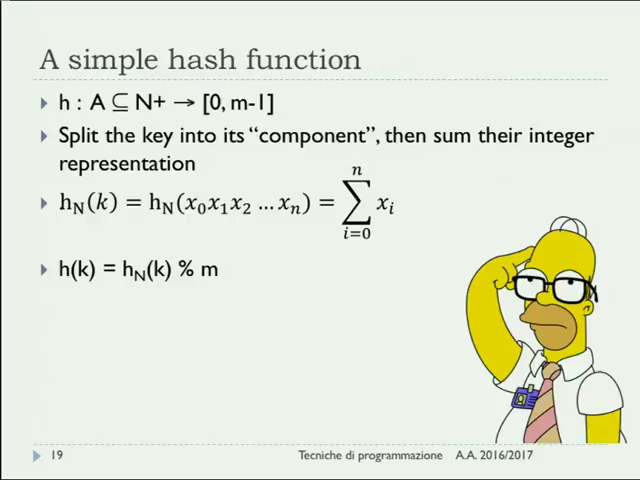 A simple hash function
h : A ⊆ N+ → [0, m-1]
Split the key into its “component”, then sum their integer
representation
h_N(k) = h_N(x_0x_1x_2 … x_n) = ∑_{i=0}^{n} x_i
h(k) = h_N(k) % m
19 Tecniche di programmazione A.A. 2016/2017